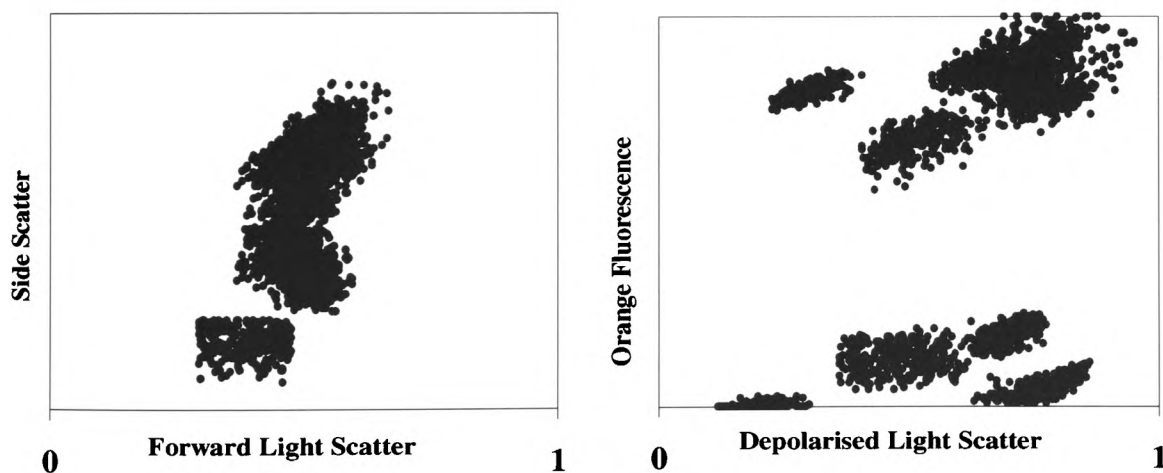 Side Scatter
0
Forward Light Scatter
1
Orange Fluorescence
0
Depolarised Light Scatter
1